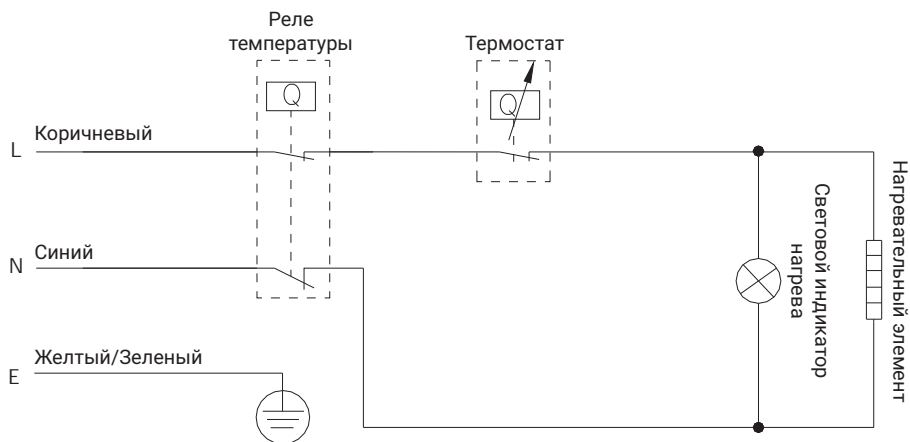 Реле
температуры
Термостат
Q
Q
L
Коричневый
N
Синий
E
Желтый/Зеленый
Световой индикатор
нагрева
Нагревательный элемент